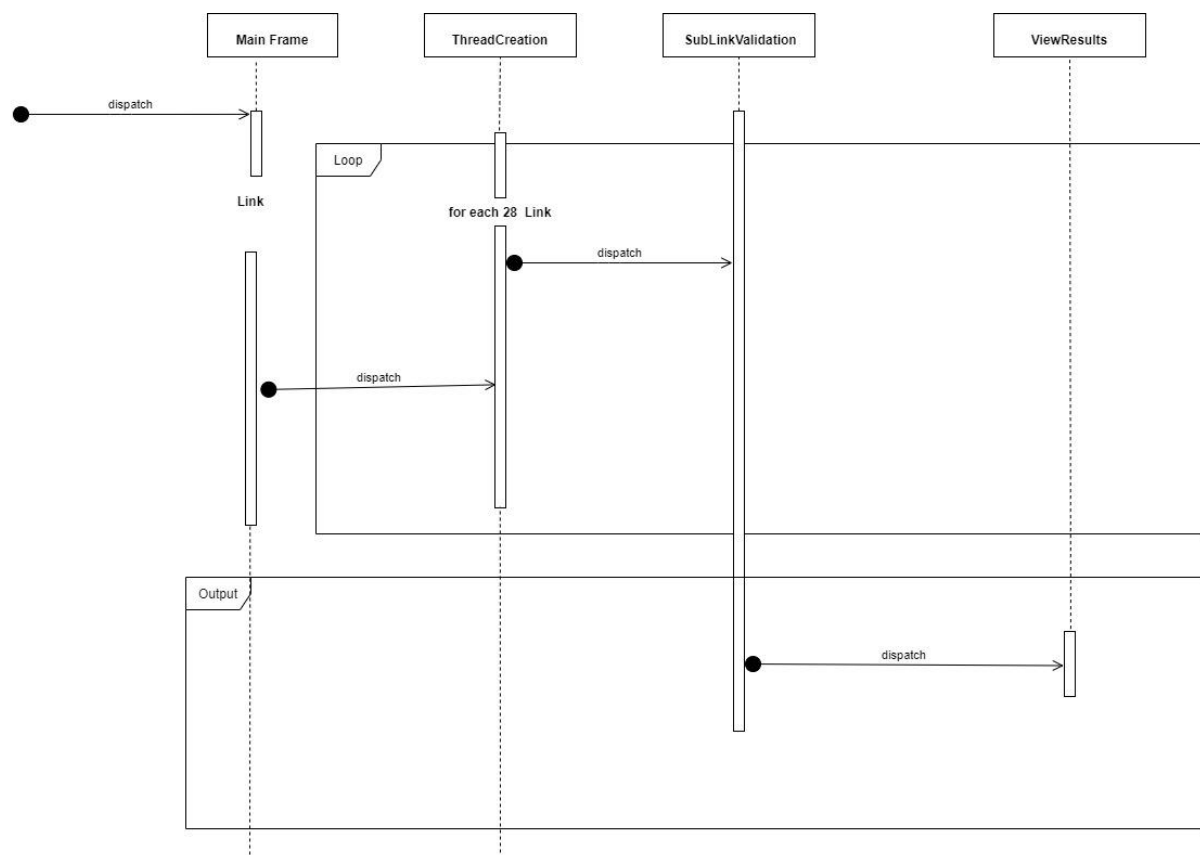 Main Frame
ThreadCreation
SubLinkValidation
ViewResults
dispatch
Loop
Link
for each 28 Link
dispatch
dispatch
Output
dispatch